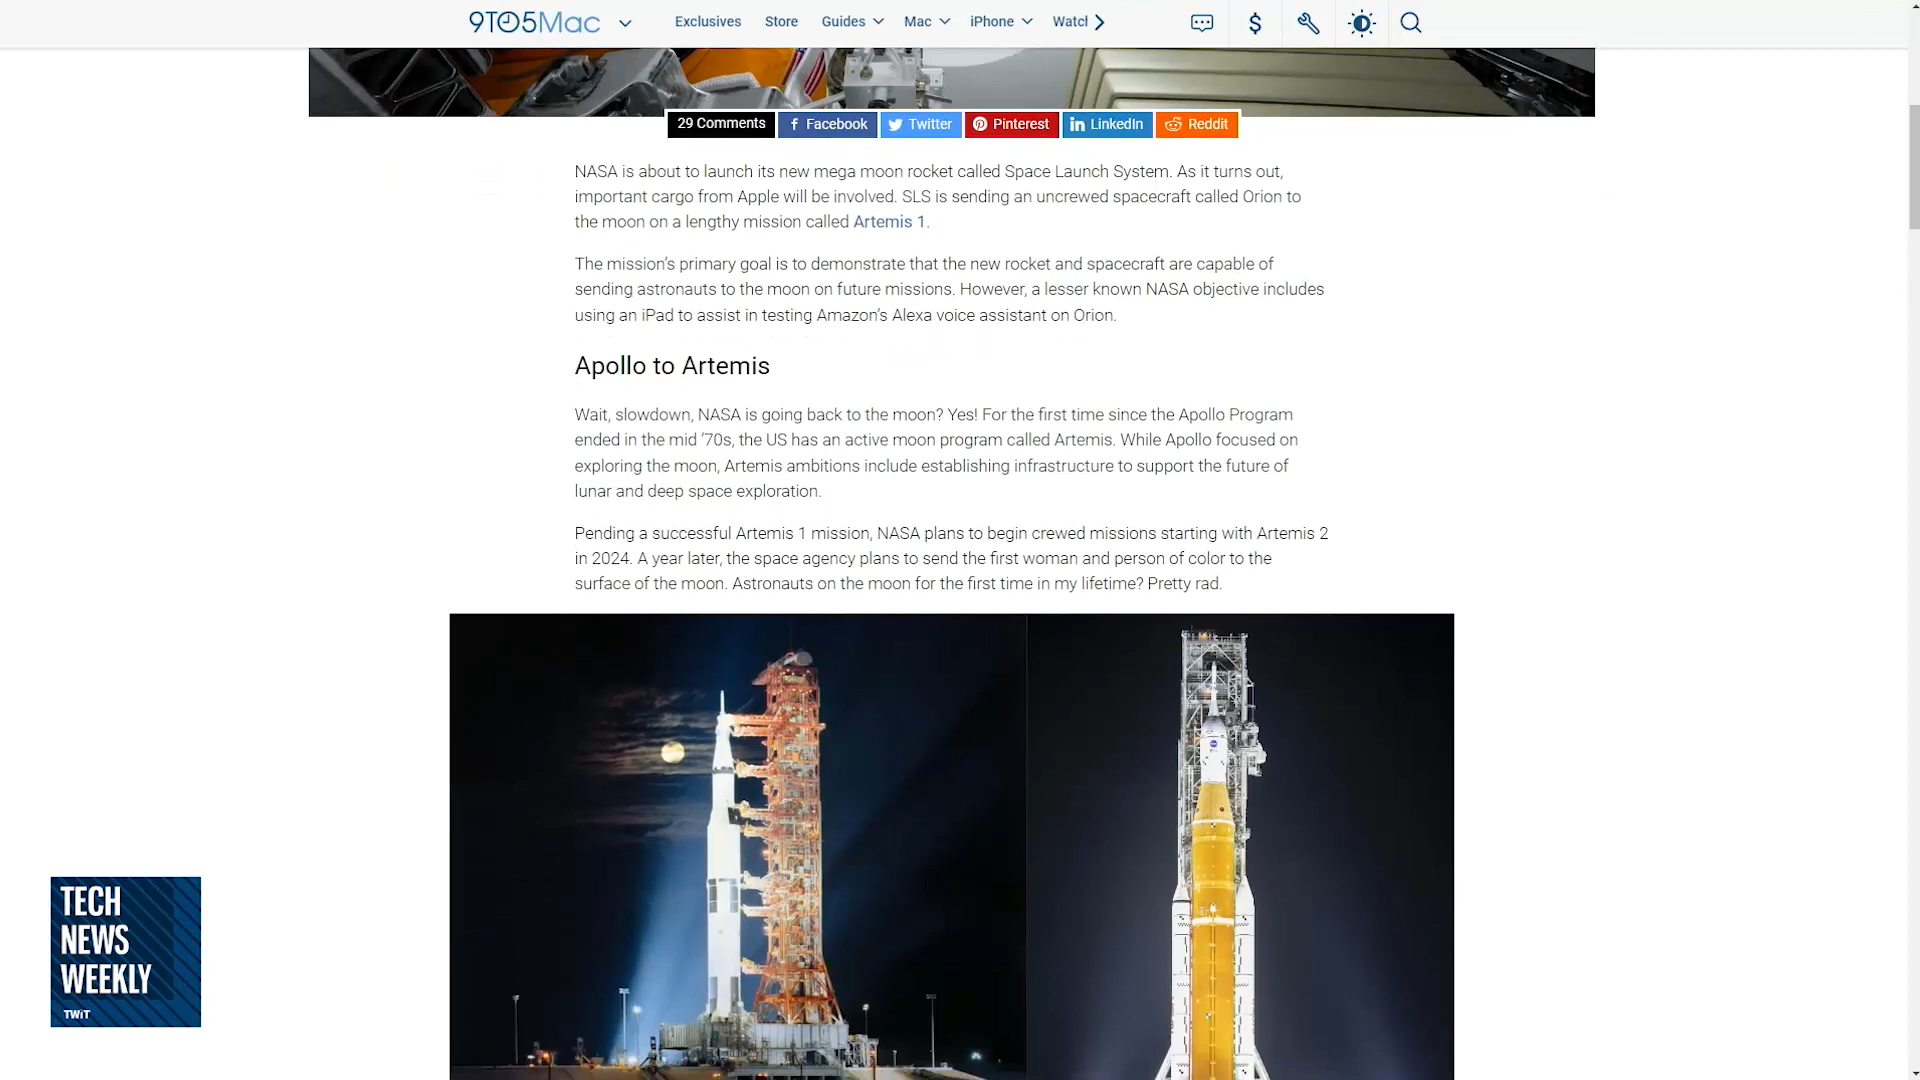 9TO5Mac
Exclusives Store Guides Mac iPhone Watch
29 Comments Facebook Twitter Pinterest LinkedIn Reddit
NASA is about to launch its new mega moon rocket called Space Launch System. As it turns out,
important cargo from Apple will be involved. SLS is sending an uncrewed spacecraft called Orion to
the moon on a lengthy mission called Artemis 1.
The mission's primary goal is to demonstrate that the new rocket and spacecraft are capable of
sending astronauts to the moon on future missions. However, a lesser known NASA objective includes
using an iPad to assist in testing Amazon's Alexa voice assistant on Orion.
Apollo to Artemis
Wait, slowdown, NASA is going back to the moon? Yes! For the first time since the Apollo Program
ended in the mid '70s, the US has an active moon program called Artemis. While Apollo focused on
exploring the moon, Artemis ambitions include establishing infrastructure to support the future of
lunar and deep space exploration.
Pending a successful Artemis 1 mission, NASA plans to begin crewed missions starting with Artemis 2
in 2024. A year later, the space agency plans to send the first woman and person of color to the
surface of the moon. Astronauts on the moon for the first time in my lifetime? Pretty rad.
TECH
NEWS
WEEKLY
TWiT